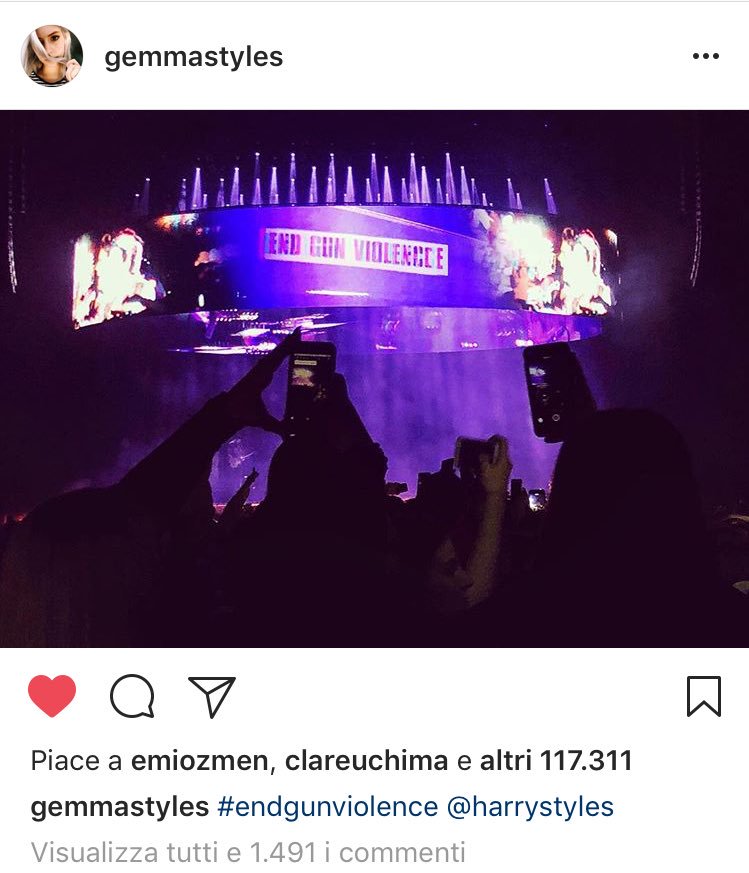 gemmastyles
END GUN VIOLENCE
Piace a emiozmen, clareuchima e altri 117.311
gemmastyles #endgunviolence @harrystyles
Visualizza tutti e 1.491 i commenti